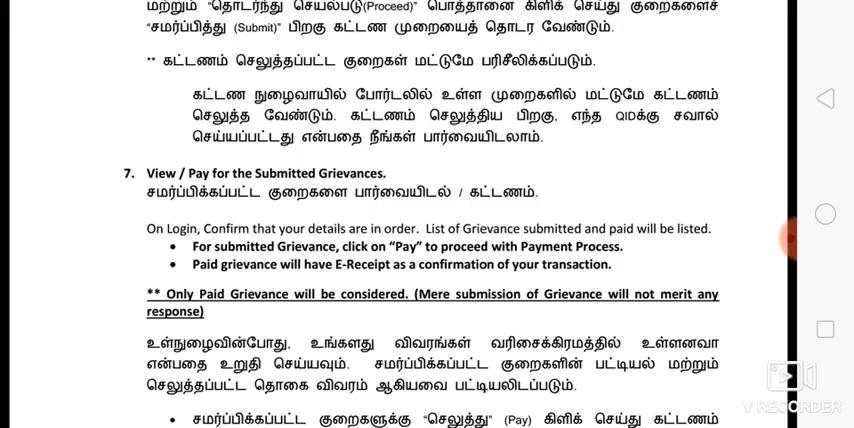 மற்றும் “தொடர்ந்து செயல்படு(Proceed)” பொத்தானை கிளிக் செய்து குறைகளைச்
“சமர்ப்பித்து (Submit)” பிறகு கட்டண முறையைத் தொடர வேண்டும்.
** கட்டணம் செலுத்தப்பட்ட குறைகள் மட்டுமே பரிசீலிக்கப்படும்.
கட்டண நுழைவாயில் போர்டலில் உள்ள முறைகளில் மட்டுமே கட்டணம்
செலுத்த வேண்டும். கட்டணம் செலுத்திய பிறகு, எந்த QIDக்கு சவால்
செய்யப்பட்டது என்பதை நீங்கள் பார்வையிடலாம்.
7. View / Pay for the Submitted Grievances.
சமர்ப்பிக்கப்பட்ட குறைகளை பார்வையிடல் / கட்டணம்.
On Login, Confirm that your details are in order. List of Grievance submitted and paid will be listed.
• For submitted Grievance, click on “Pay” to proceed with Payment Process.
• Paid grievance will have E-Receipt as a confirmation of your transaction.
** Only Paid Grievance will be considered. (Mere submission of Grievance will not merit any
response)
உள்நுழைவின்போது, உங்களது விவரங்கள் வரிசைக்கிரமத்தில் உள்ளனவா
என்பதை உறுதி செய்யவும். சமர்ப்பிக்கப்பட்ட குறைகளின் பட்டியல் மற்றும்
செலுத்தப்பட்ட தொகை விவரம் ஆகியவை பட்டியலிடப்படும்.
• சமர்ப்பிக்கப்பட்ட குறைகளுக்கு “செலுத்து” (Pay) கிளிக் செய்து கட்டணம்
V RECORDER